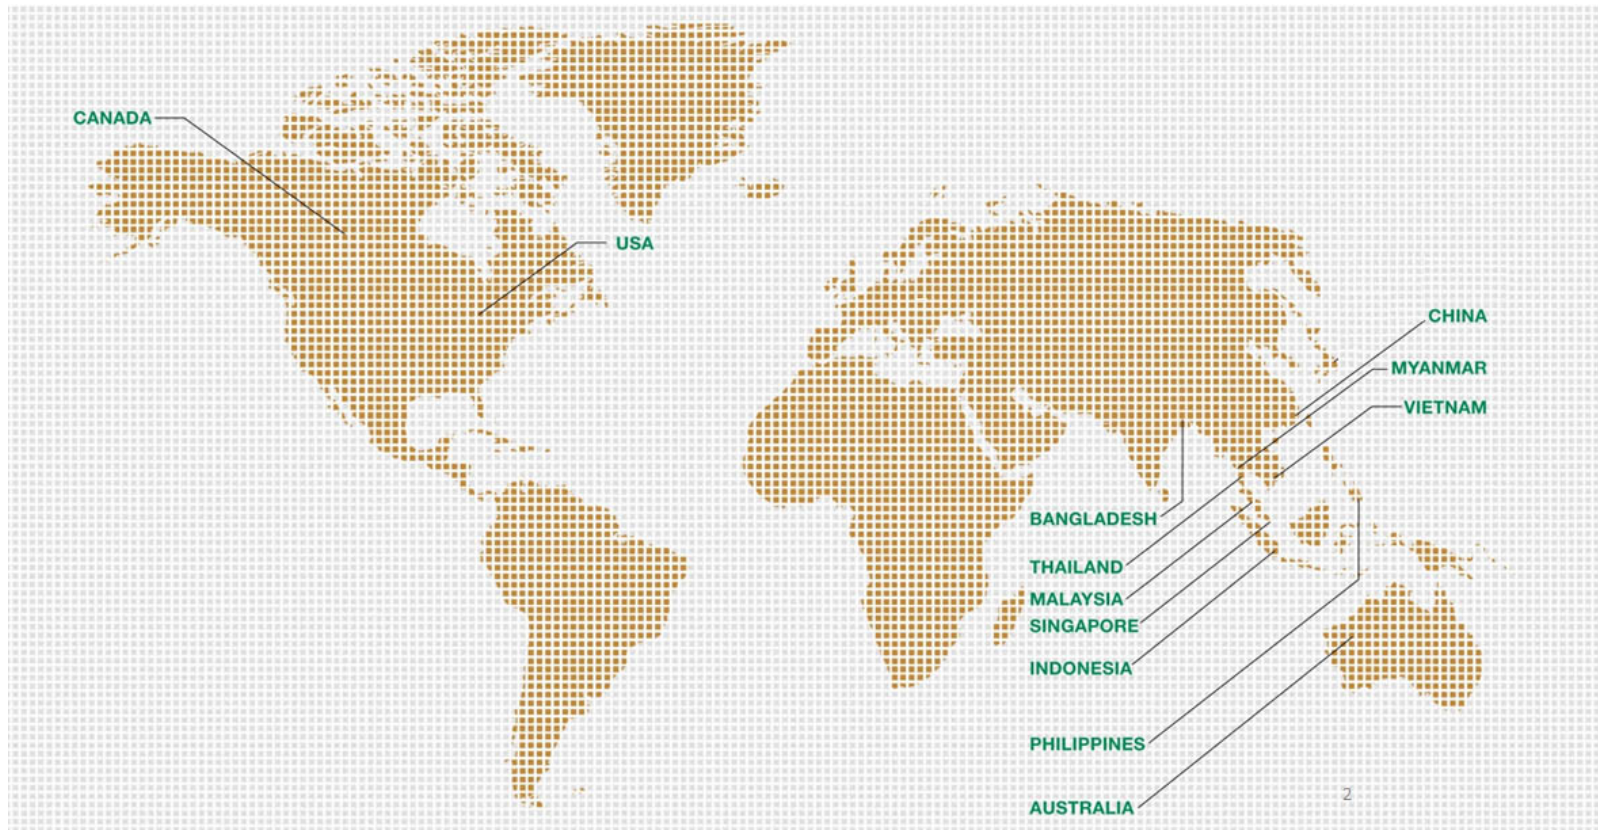 CANADA
USA
CHINA
MYANMAR
VIETNAM
BANGLADESH
THAILAND
MALAYSIA
SINGAPORE
INDONESIA
PHILIPPINES
2
AUSTRALIA